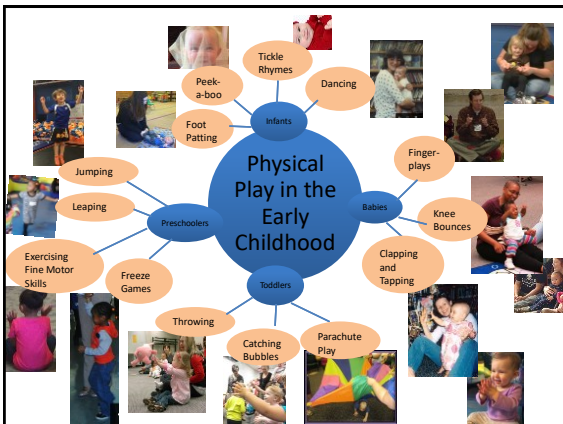 Tickle
Rhymes
Peek-
a-boo
Dancing
Foot
Patting
Infants
Physical
Play in the
Early
Childhood
Finger-
plays
Babies
Knee
Bounces
Clapping
and
Tapping
Jumping
Leaping
Preschoolers
Exercising
Fine Motor
Skills
Freeze
Games
Toddlers
Throwing
Catching
Bubbles
Parachute
Play